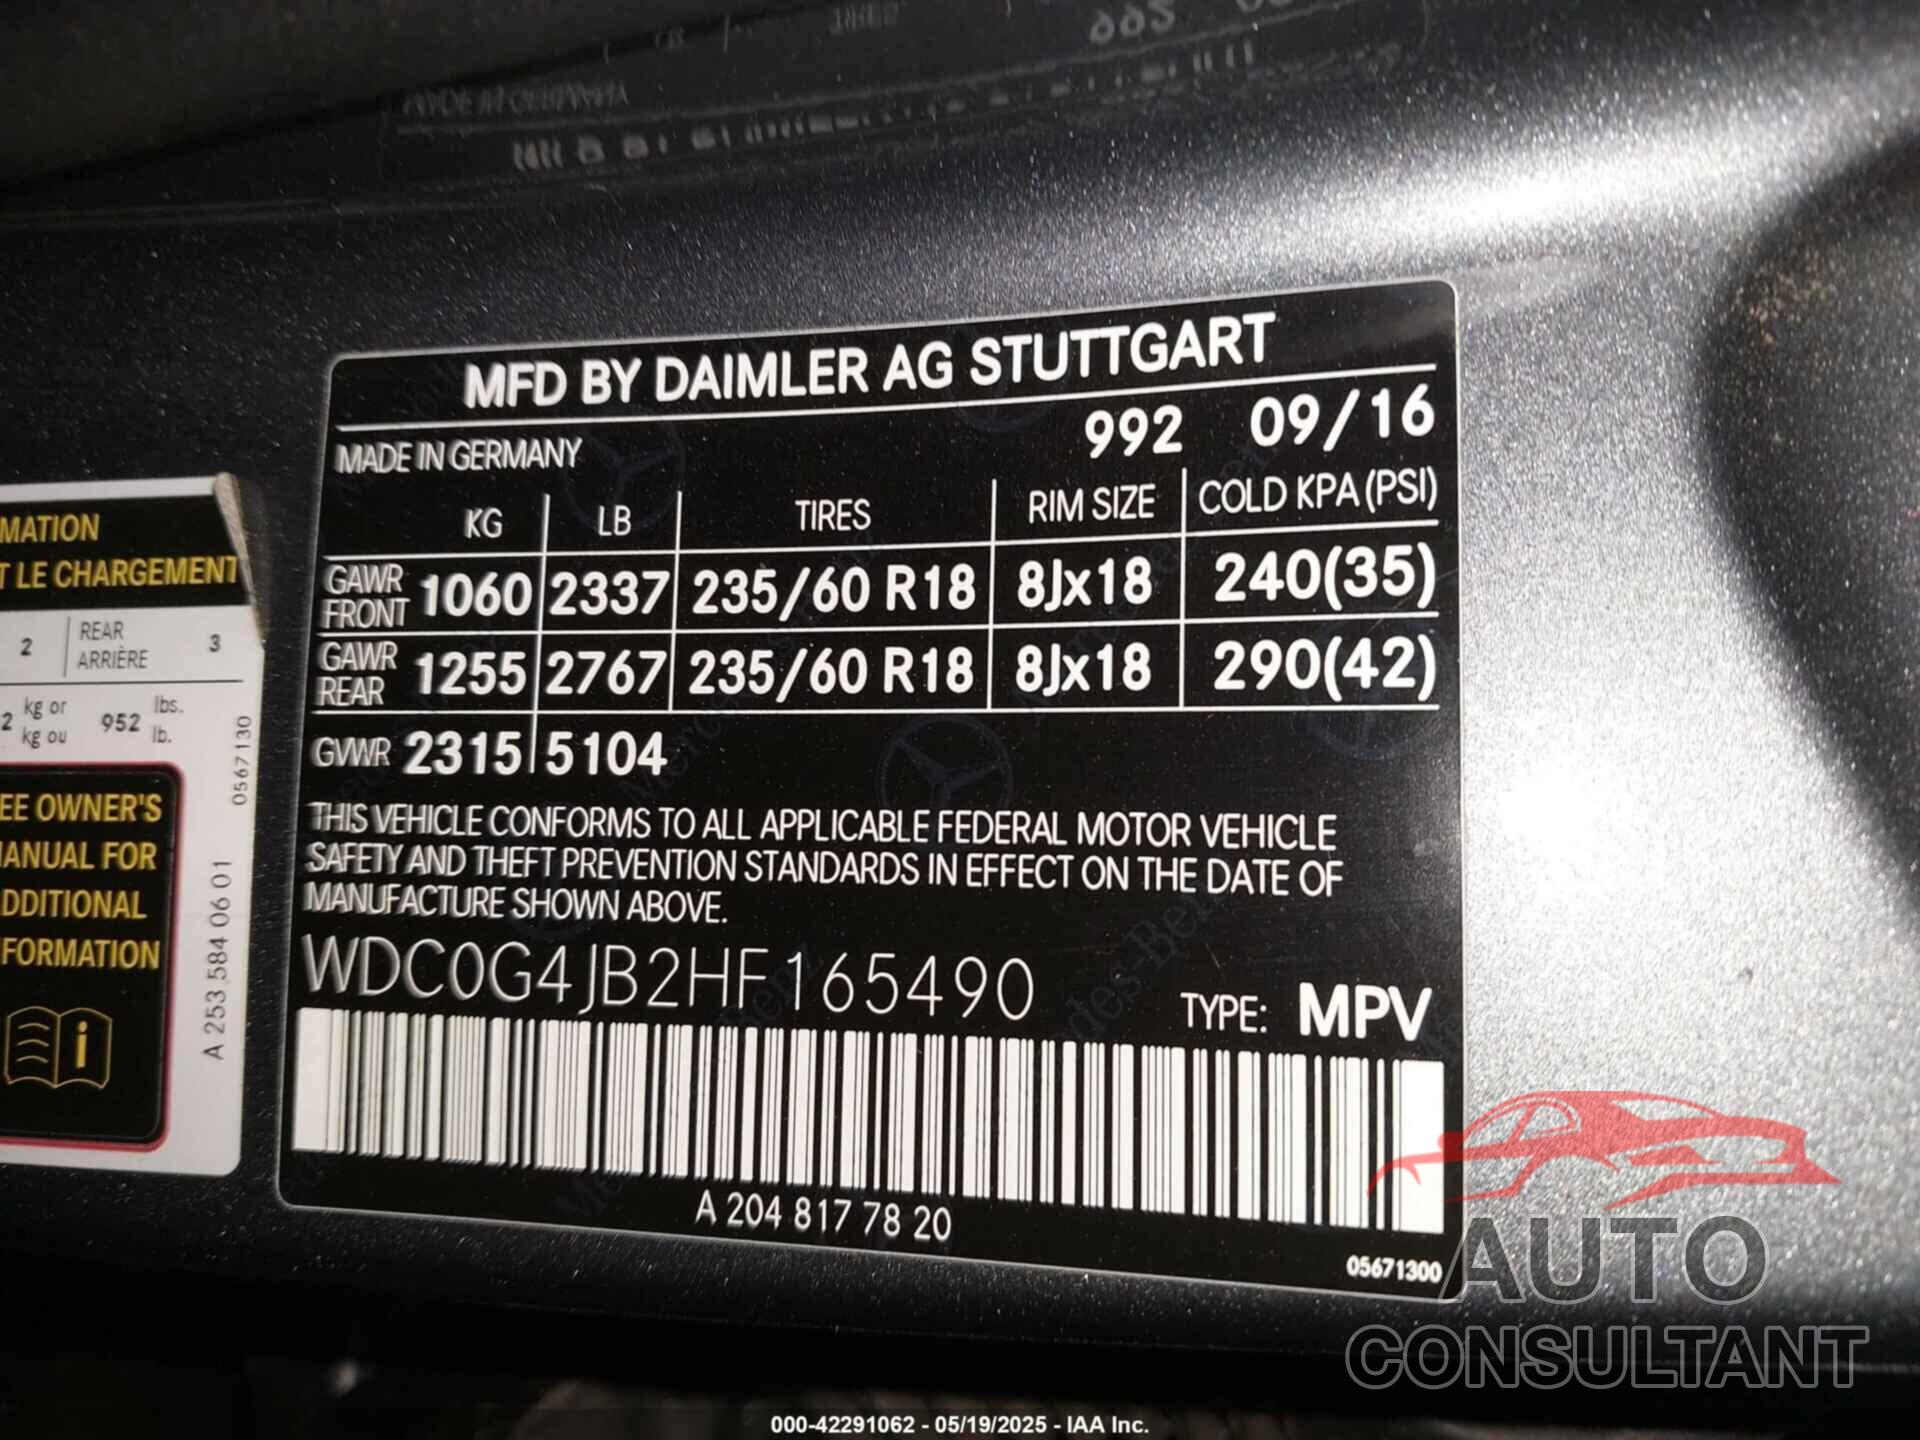 MFD BY DAIMLER AG STUTTGART
MADE IN GERMANY 992 09/16
KG LB TIRES RIM SIZE COLD KPA (PSI)
GAWR FRONT 1060 2337 235/60 R18 8Jx18 240(35)
GAWR REAR 1255 2767 235/60 R18 8Jx18 290(42)
GVWR 2315 5104
THIS VEHICLE CONFORMS TO ALL APPLICABLE FEDERAL MOTOR VEHICLE
SAFETY AND THEFT PREVENTION STANDARDS IN EFFECT ON THE DATE OF
MANUFACTURE SHOWN ABOVE.
WDC0G4JB2HF165490
TYPE: MPV
A 204 817 78 20
05671300
MATION
T LE CHARGEMENT
2 REAR 3
ARRIÈRE
2 kg or 952 lbs.
kg ou lb.
0567130
EE OWNER'S
ANUAL FOR
DDITIONAL
FORMATION
A 253 584 06 01
AUTO
CONSULTANT
000-42291062 - 05/19/2025 - IAA Inc.